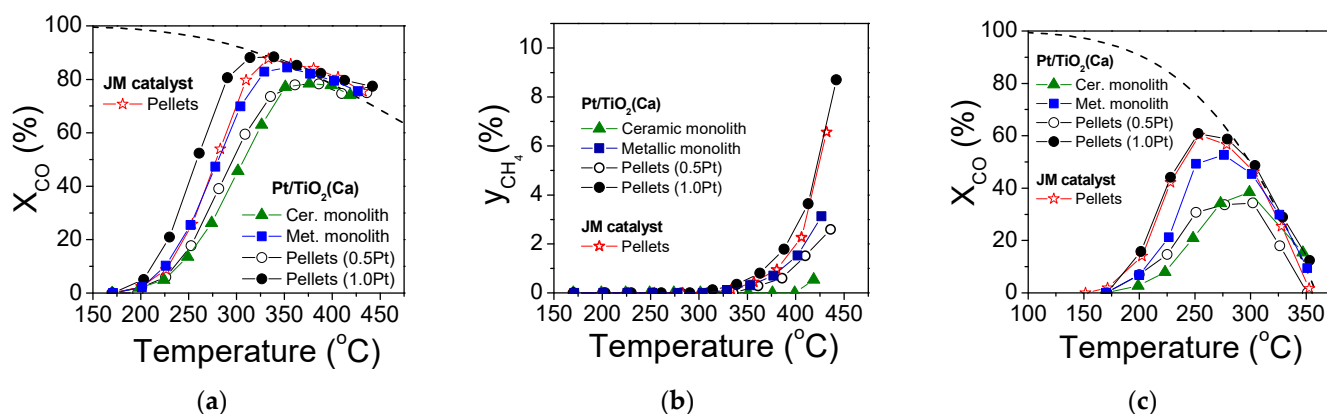 100
80
60
40
20
0
X_CO (%)
JM catalyst
Pellets
Pt/TiO₂(Ca)
Cer. monolith
Met. monolith
Pellets (0.5Pt)
Pellets (1.0Pt)
150 200 250 300 350 400 450
Temperature (°C)
(a)
10
8
6
4
2
0
y_CH₄ (%)
Pt/TiO₂(Ca)
Ceramic monolith
Metallic monolith
Pellets (0.5Pt)
Pellets (1.0Pt)
JM catalyst
Pellets
150 200 250 300 350 400 450
Temperature (°C)
(b)
100
80
60
40
20
0
X_CO (%)
Pt/TiO₂(Ca)
Cer. monolith
Met. monolith
Pellets (0.5Pt)
Pellets (1.0Pt)
JM catalyst
Pellets
100 150 200 250 300 350
Temperature (°C)
(c)